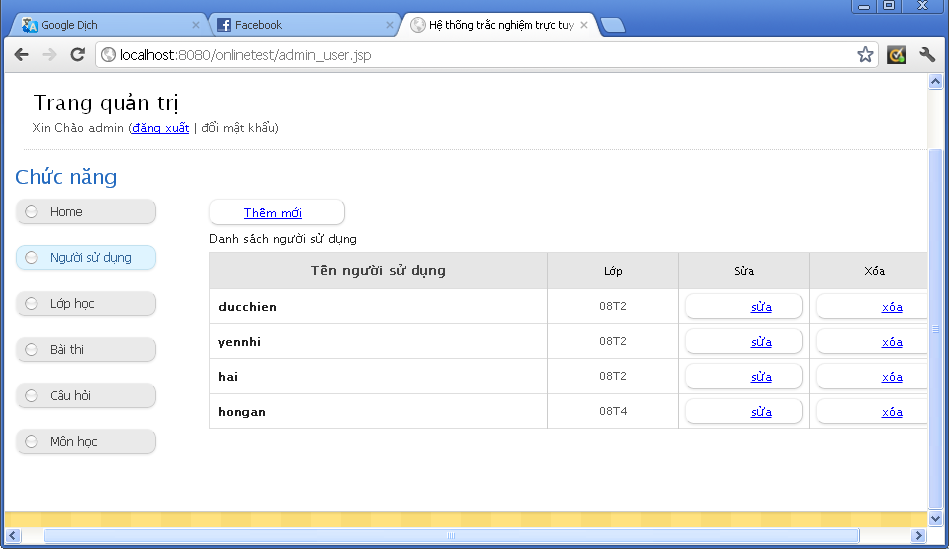 Google Dịch
Facebook
Hệ thống trắc nghiệm trực tuy
localhost:8080/onlinetest/admin_user.jsp
Trang quản trị
Xin Chào admin (đăng xuất | đổi mật khẩu)
Chức năng
Home
Người sử dụng
Lớp học
Bài thi
Câu hỏi
Môn học
Thêm mới
Danh sách người sử dụng
Tên người sử dụng Lớp Sửa Xóa
ducchien 08T2 sửa xóa
yennhi 08T2 sửa xóa
hai 08T2 sửa xóa
hongan 08T4 sửa xóa